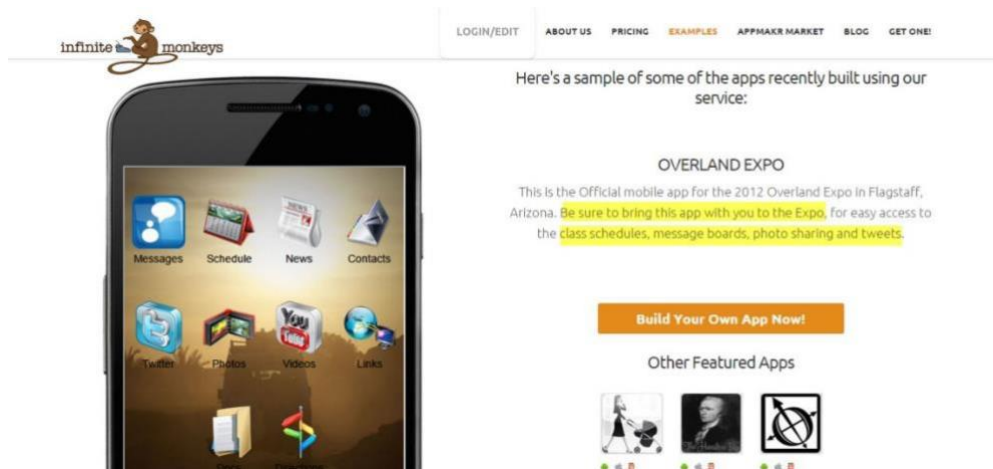 infinite monkeys
LOGIN/EDIT ABOUT US PRICING EXAMPLES APPMAKR MARKET BLOG GET ONE!
Here's a sample of some of the apps recently built using our
service:
OVERLAND EXPO
This is the Official mobile app for the 2012 Overland Expo in Flagstaff,
Arizona. Be sure to bring this app with you to the Expo, for easy access to
the class schedules, message boards, photo sharing and tweets.
Build Your Own App Now!
Other Featured Apps
NEWS
Messages Schedule News Contacts
You
Tube
Twitter Photos Videos Links